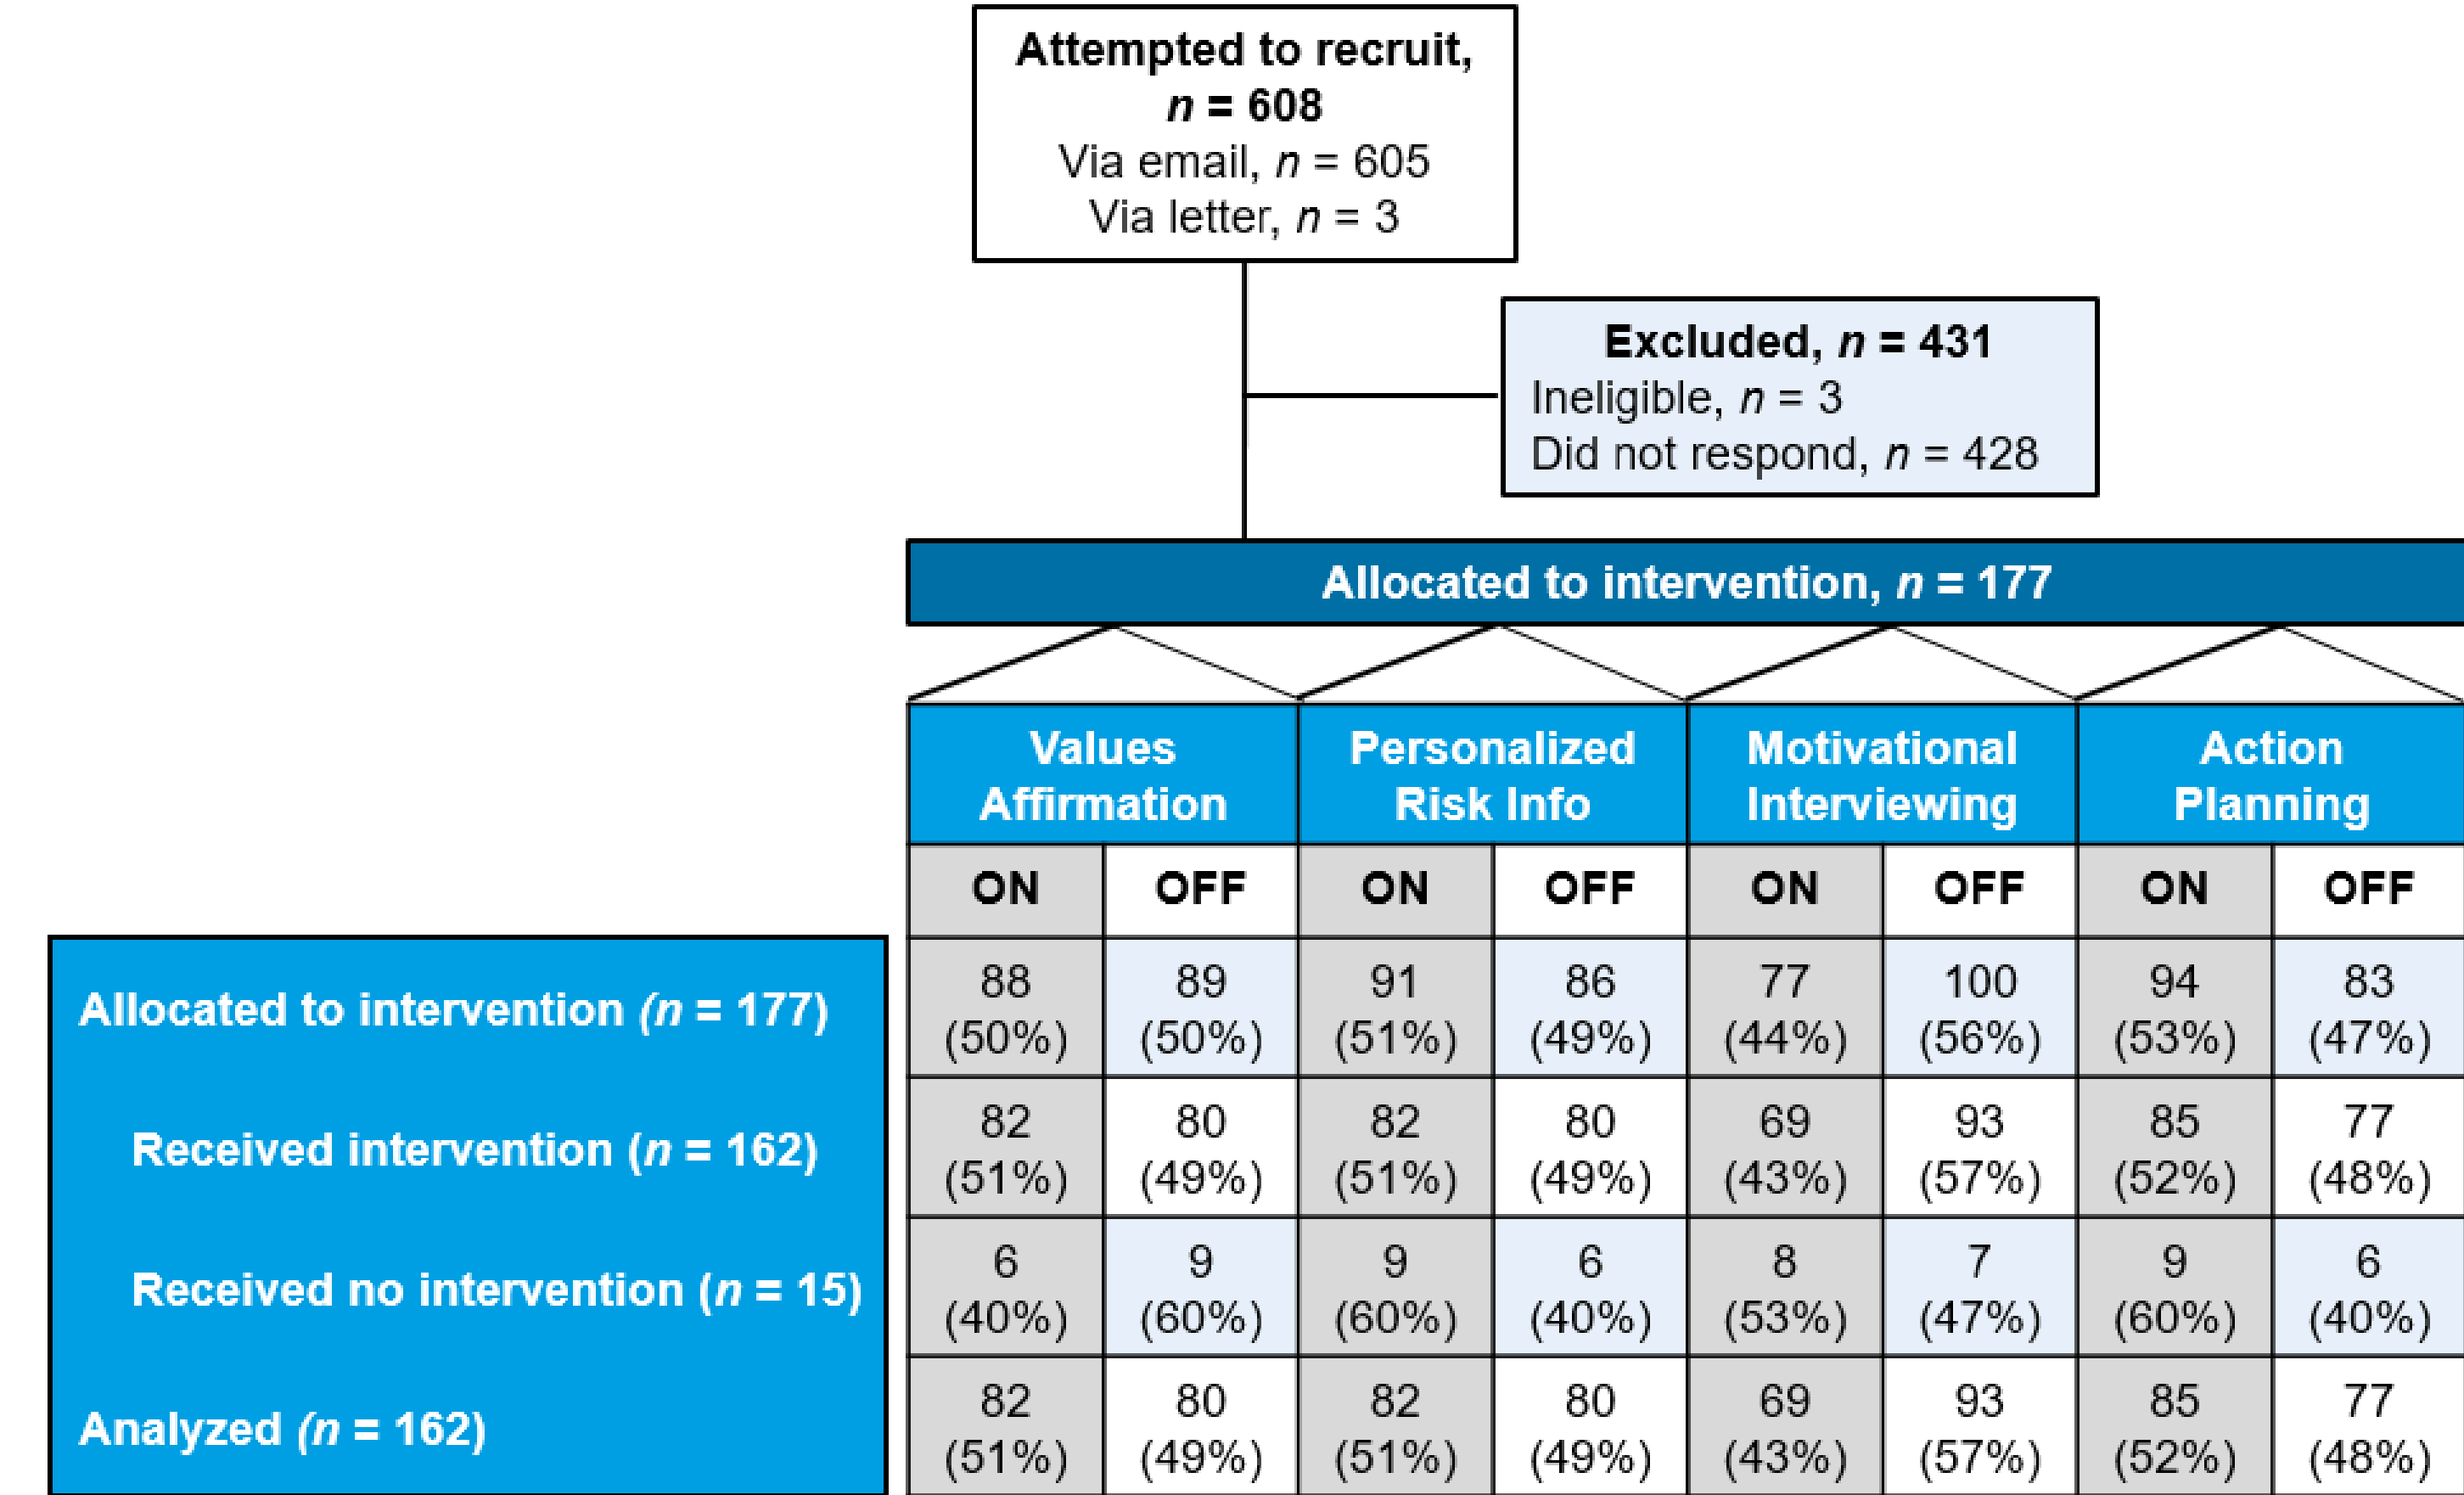 Attempted to recruit,
n = 608
Via email, n = 605
Via letter, n = 3
Excluded, n = 431
Ineligible, n = 3
Did not respond, n = 428
Allocated to intervention, n = 177
Values Affirmation Personalized Risk Info Motivational Interviewing Action Planning
ON OFF ON OFF ON OFF ON OFF
Allocated to intervention (n = 177) 88 (50%) 89 (50%) 91 (51%) 86 (49%) 77 (44%) 100 (56%) 94 (53%) 83 (47%)
Received intervention (n = 162) 82 (51%) 80 (49%) 82 (51%) 80 (49%) 69 (43%) 93 (57%) 85 (52%) 77 (48%)
Received no intervention (n = 15) 6 (40%) 9 (60%) 9 (60%) 6 (40%) 8 (53%) 7 (47%) 9 (60%) 6 (40%)
Analyzed (n = 162) 82 (51%) 80 (49%) 82 (51%) 80 (49%) 69 (43%) 93 (57%) 85 (52%) 77 (48%)